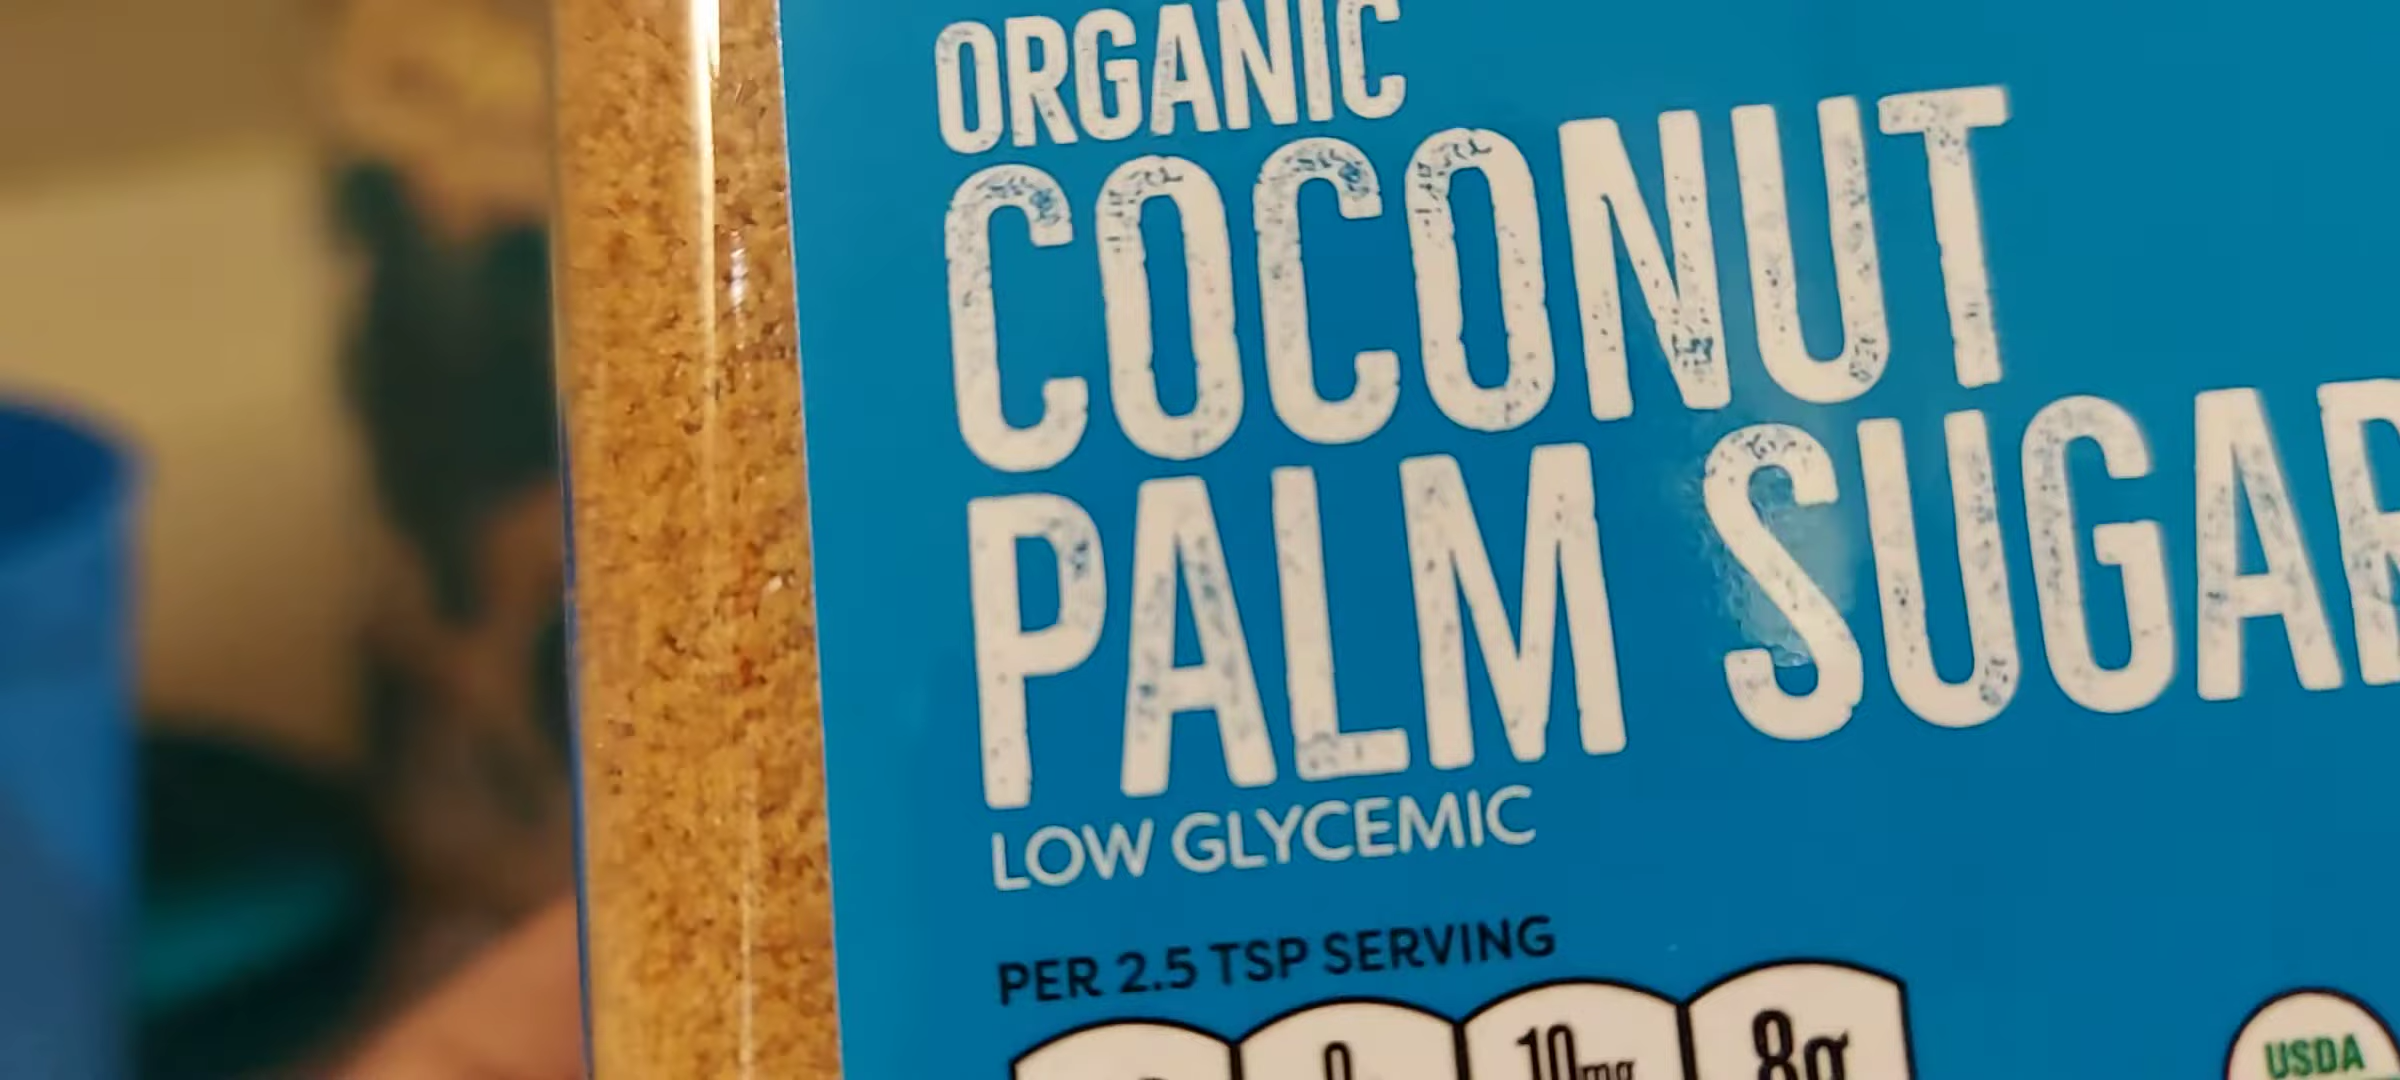 ORGANIC
COCONUT
PALM SUGAR
LOW GLYCEMIC
PER 2.5 TSP SERVING
10mg 8g
USDA